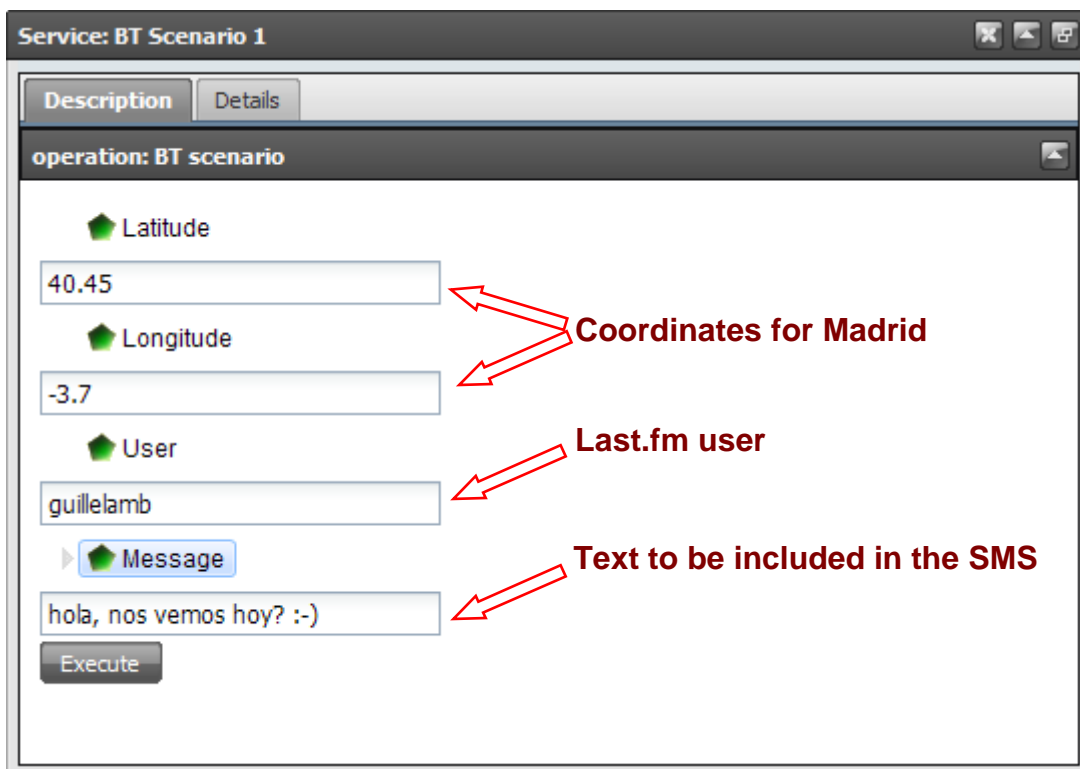 Service: BT Scenario 1
Description Details
operation: BT scenario
Latitude
40.45
Coordinates for Madrid
Longitude
-3.7
User
Last.fm user
guillelamb
Message
Text to be included in the SMS
hola, nos vemos hoy? :-)
Execute